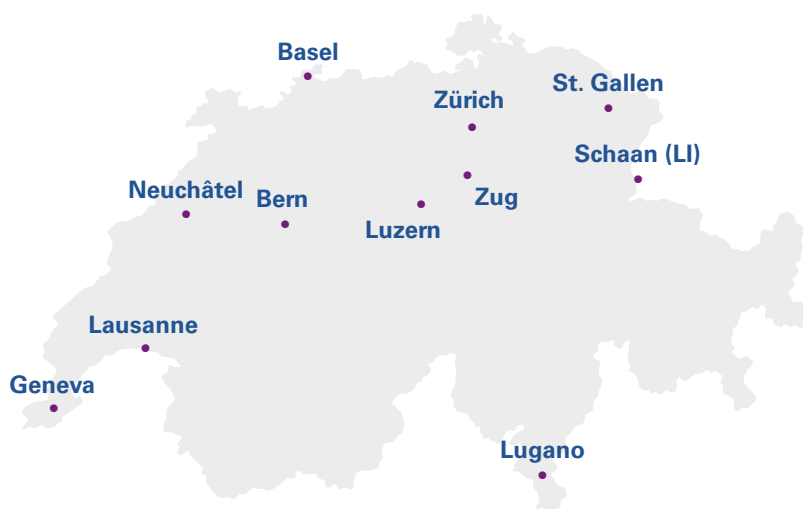 Basel
St. Gallen
Zürich
Schaan (LI)
Neuchâtel
Bern
Zug
Luzern
Lausanne
Geneva
Lugano